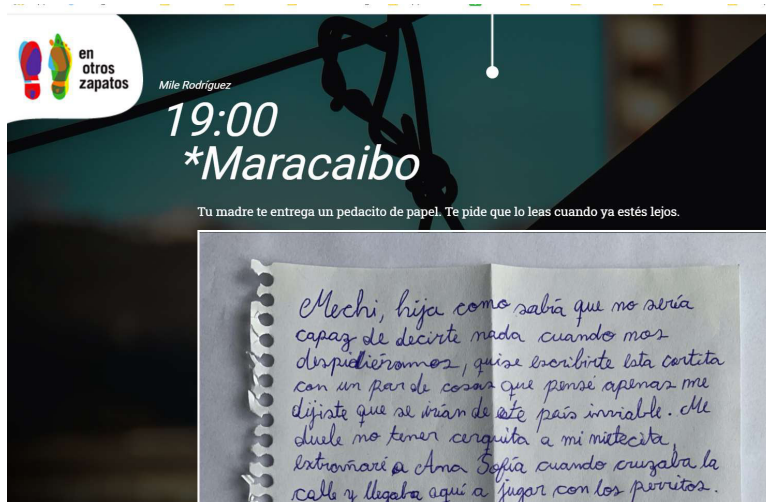 en
otros
zapatos
Mile Rodríguez
19:00
*Maracaibo
Tu madre te entrega un pedacito de papel. Te pide que lo leas cuando ya estés lejos.
Mechi, hija como sabía que no sería
capaz de decirte nada cuando nos
despidiéramos, quise escribirte esta cartita
con un par de cosas que pensé apenas me
dijiste que se irían de este país inviable. Me
duele no tener cerquita a mi nietecita,
extrañaré a Ana Sofía cuando cruzaba la
calle y llegaba aquí a jugar con los perritos.